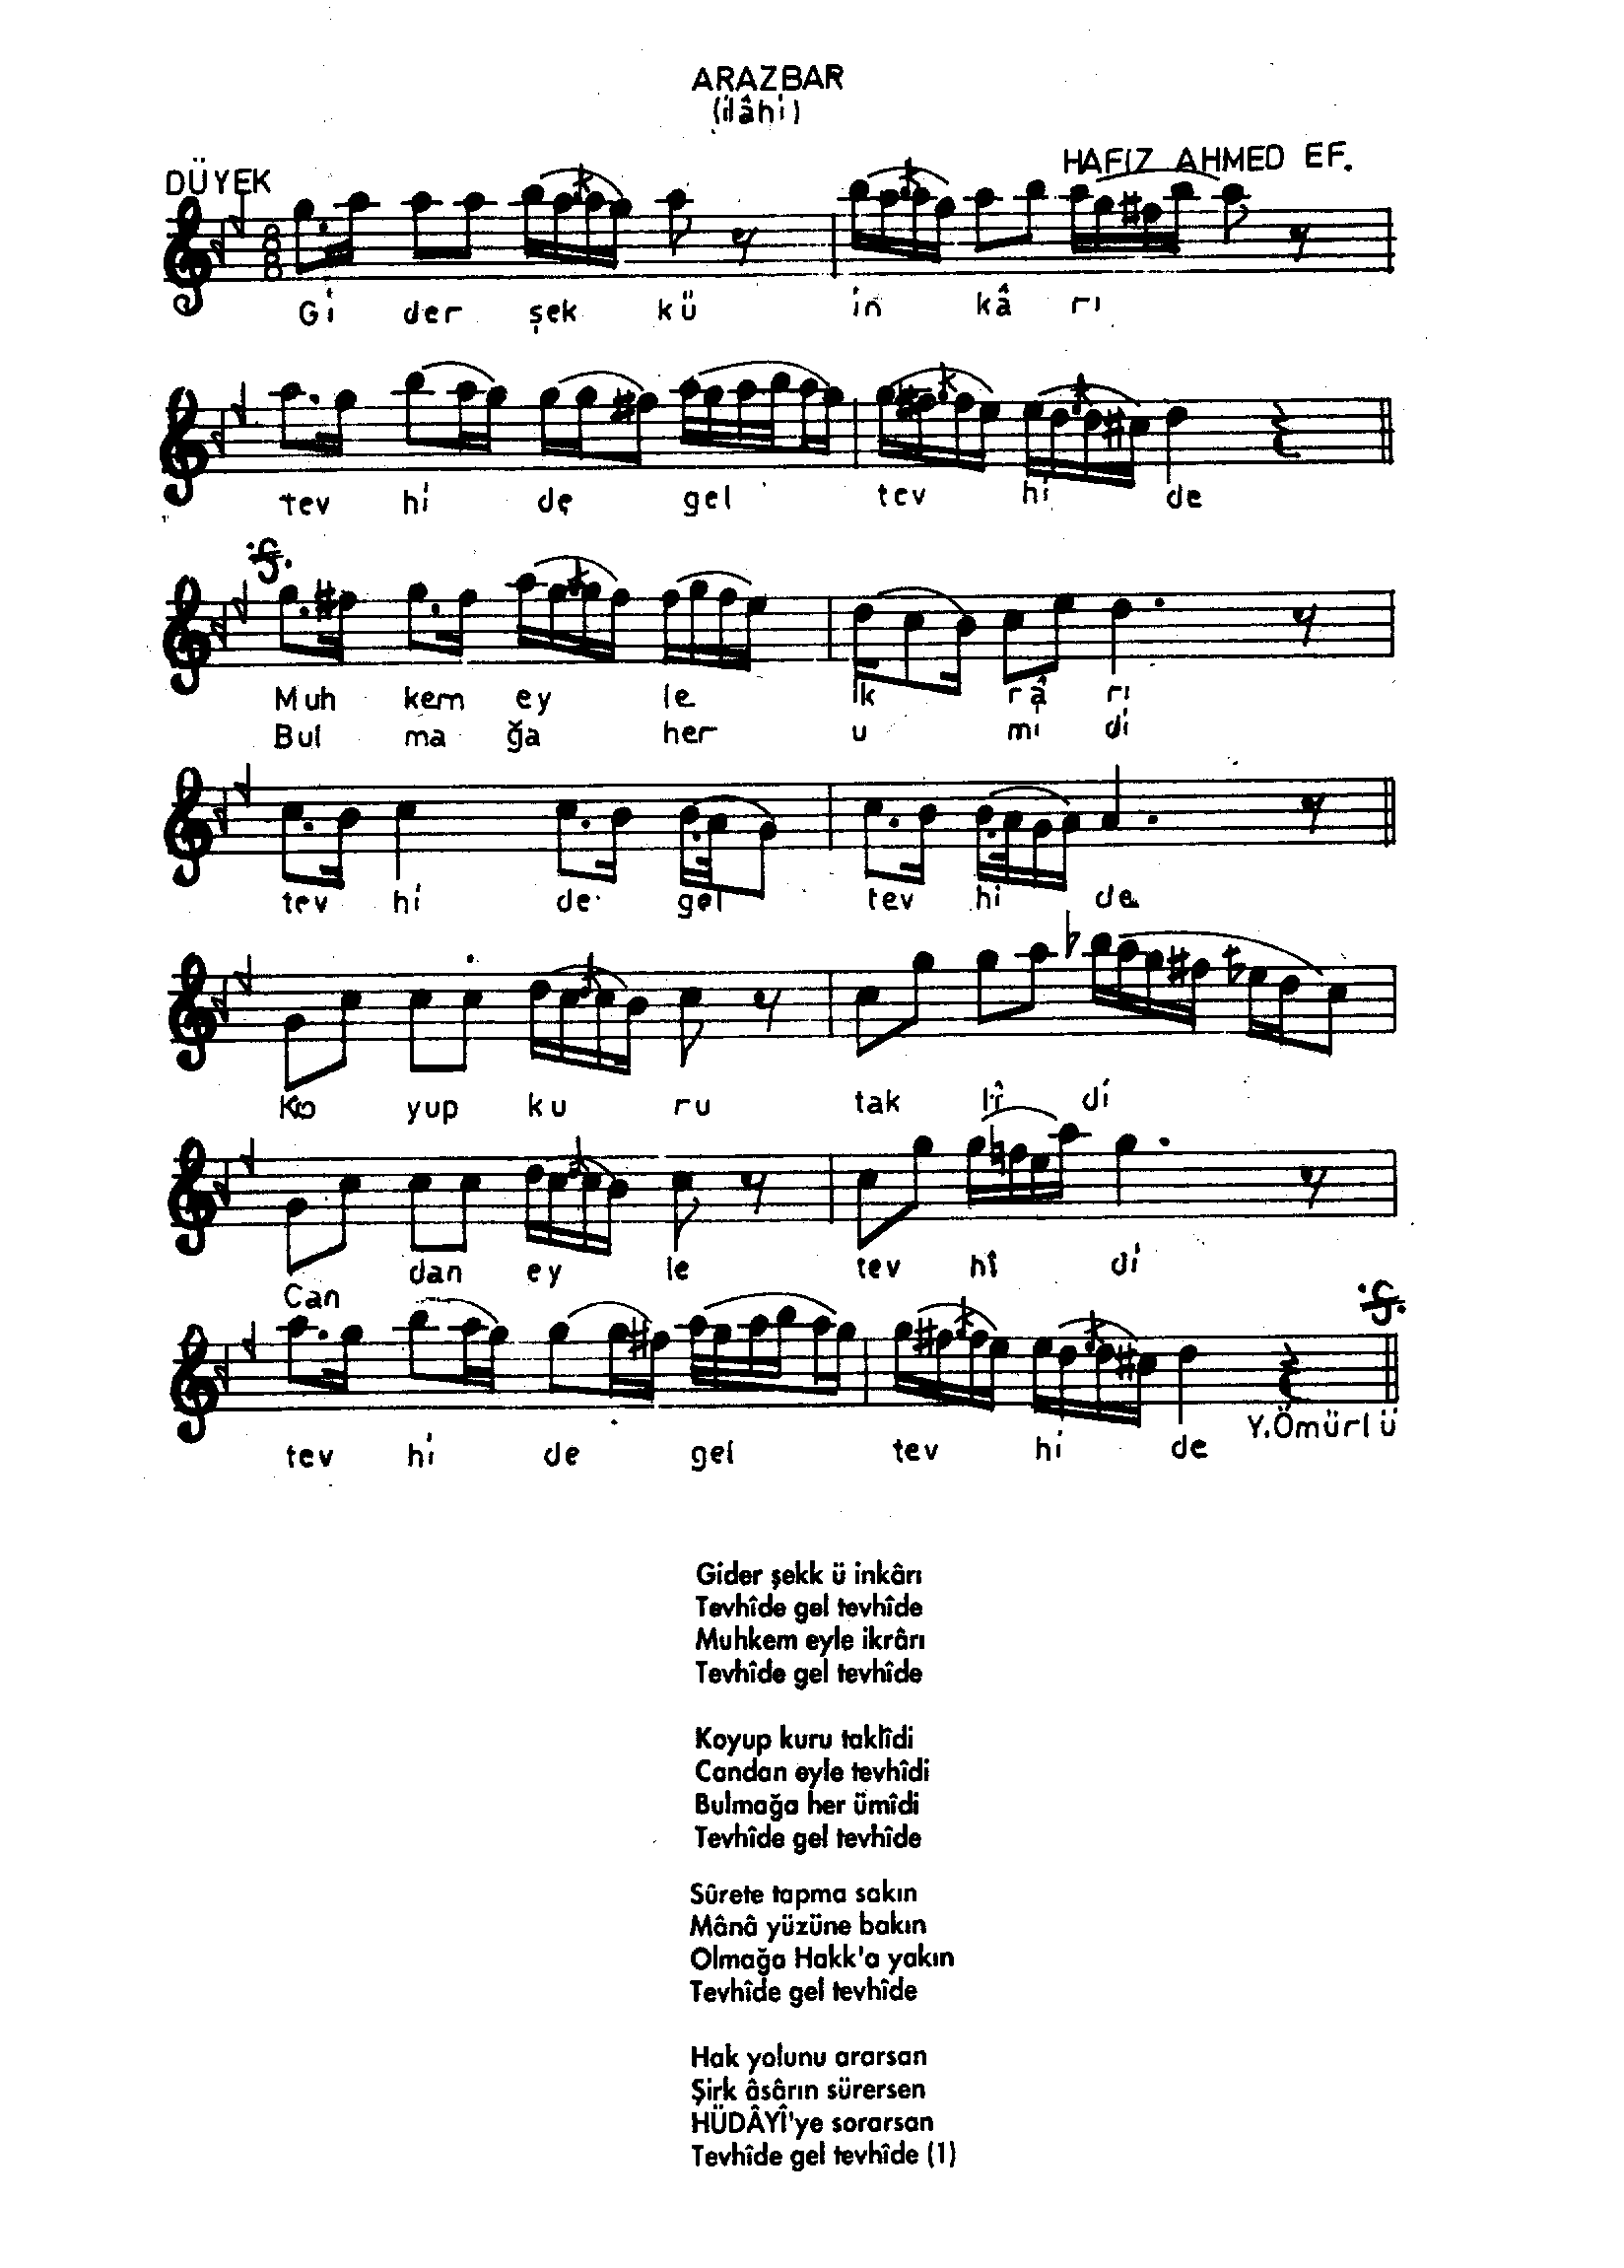 ARAZBAR
(ilâhi)
HAFIZ AHMED EF.
DÜYEK
Gi der şek kü in kâ rı
tev hi de gel tev hi de
Muh kem ey le ik râ rı
Bul ma ğa her u mi di
tev hi de gel tev hi de
Ko yup ku ru tak lî di
Can dan ey le tev hî di
Y.Ömürlü
tev hi de gel tev hi de
Gider şekk ü inkârı
Tevhîde gel tevhîde
Muhkem eyle ikrârı
Tevhîde gel tevhîde
Koyup kuru taklîdi
Candan eyle tevhîdi
Bulmağa her ümîdi
Tevhîde gel tevhîde
Sûrete tapma sakın
Mânâ yüzüne bakın
Olmağa Hakk'a yakın
Tevhîde gel tevhîde
Hak yolunu ararsan
Şirk âsârın sürersen
HÜDÂYÎ'ye sorarsan
Tevhîde gel tevhîde (1)